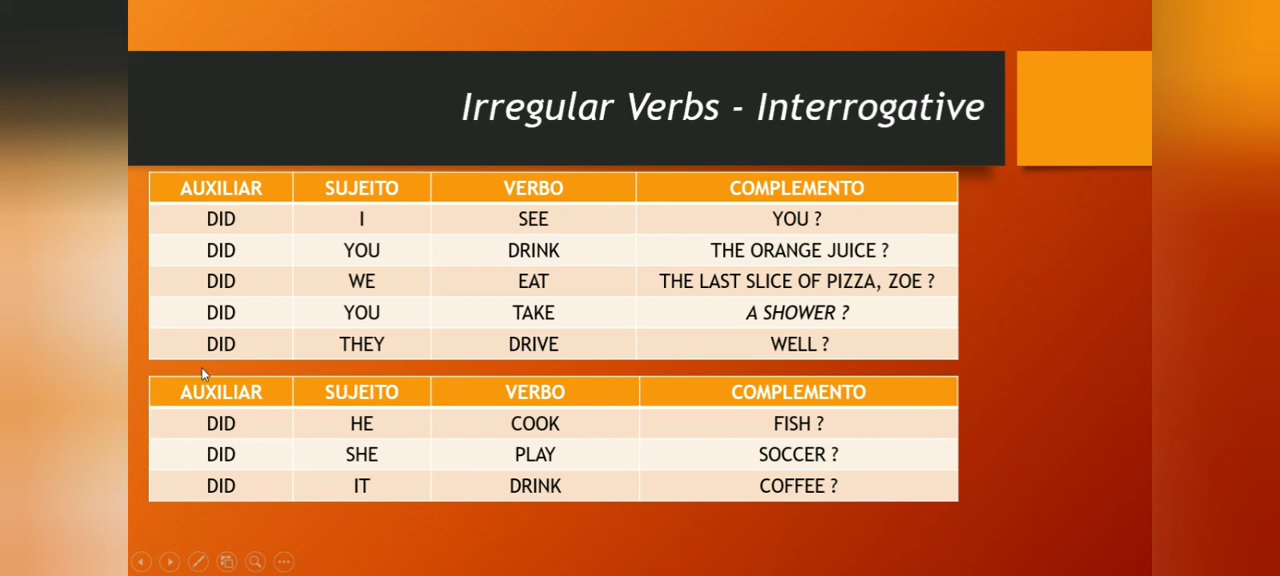 Irregular Verbs - Interrogative
AUXILIAR SUJEITO VERBO COMPLEMENTO
DID I SEE YOU ?
DID YOU DRINK THE ORANGE JUICE ?
DID WE EAT THE LAST SLICE OF PIZZA, ZOE ?
DID YOU TAKE A SHOWER ?
DID THEY DRIVE WELL ?
AUXILIAR SUJEITO VERBO COMPLEMENTO
DID HE COOK FISH ?
DID SHE PLAY SOCCER ?
DID IT DRINK COFFEE ?